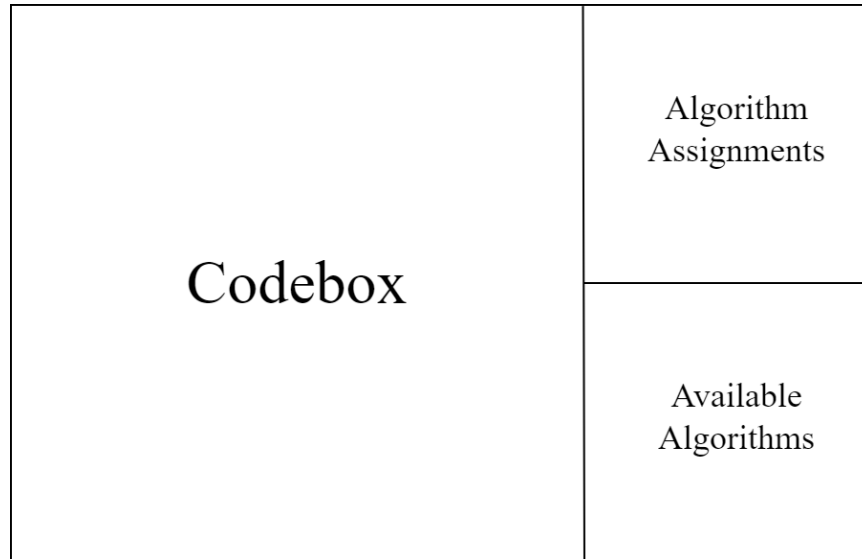 Codebox
Algorithm
Assignments
Available
Algorithms